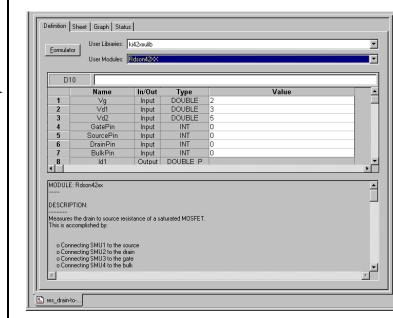 Definition Sheet Graph Status
Formulator
User Libraries: ki42xxulib
User Modules: Rdson42XX
D10
Name In/Out Type Value
1 Vg Input DOUBLE 2
2 Vd1 Input DOUBLE 3
3 Vd2 Input DOUBLE 5
4 GatePin Input INT 0
5 SourcePin Input INT 0
6 DrainPin Input INT 0
7 BulkPin Input INT 0
8 Id1 Output DOUBLE_P
MODULE: Rdson42xx
DESCRIPTION:
Measures the drain to source resistance of a saturated MOSFET.
This is accomplished by:
o Connecting SMU1 to the source
o Connecting SMU2 to the drain
o Connecting SMU3 to the gate
o Connecting SMU4 to the bulk
res_drain-to-...